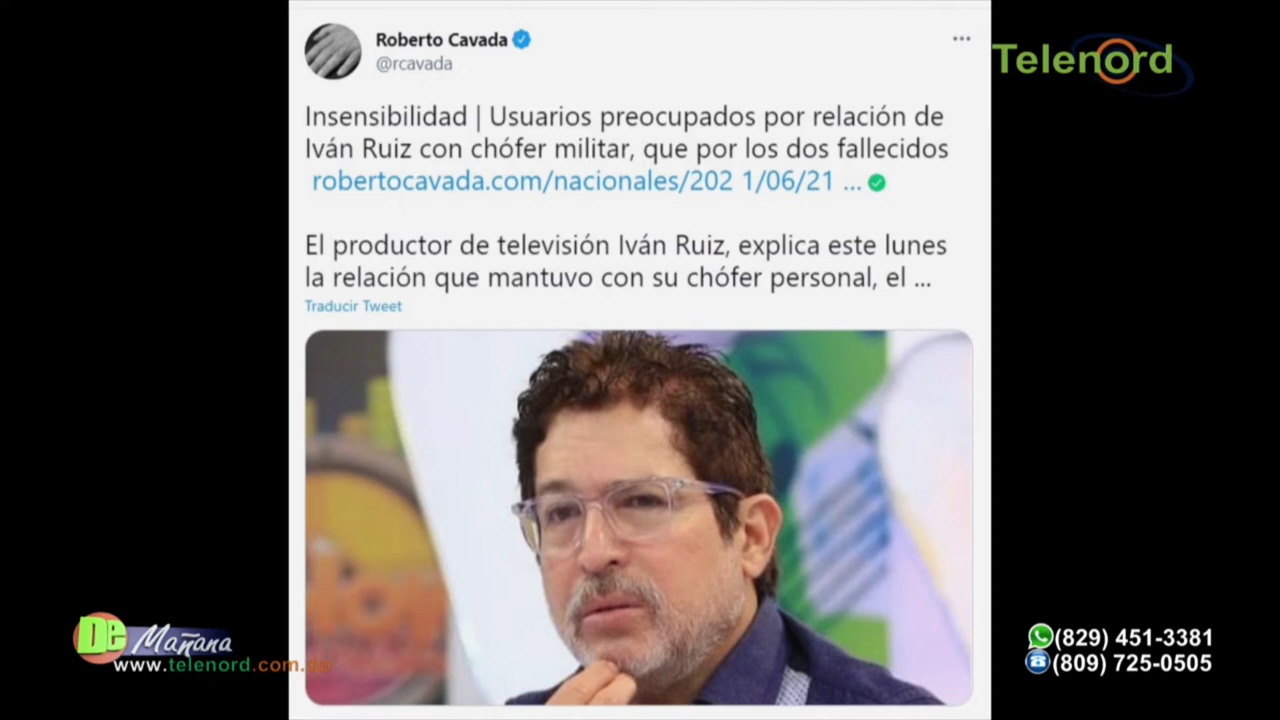 Roberto Cavada
@rcavada
Telenord
Insensibilidad | Usuarios preocupados por relación de
Iván Ruiz con chófer militar, que por los dos fallecidos
robertocavada.com/nacionales/202 1/06/21 ...
El productor de televisión Iván Ruiz, explica este lunes
la relación que mantuvo con su chófer personal, el ...
Traducir Tweet
De Mañana
www.telenord.com.do
(829) 451-3381
(809) 725-0505